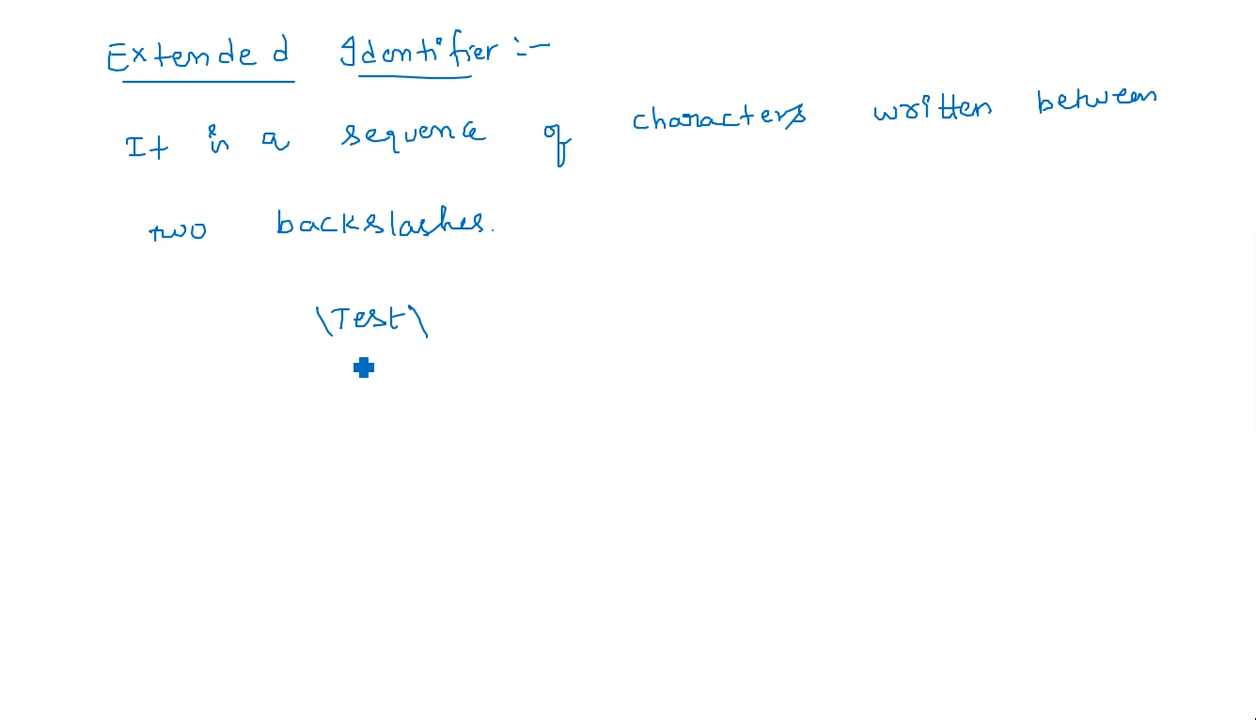 Extended Identifier :-
It is a sequence of characters written between
two backslashes.
\Test\